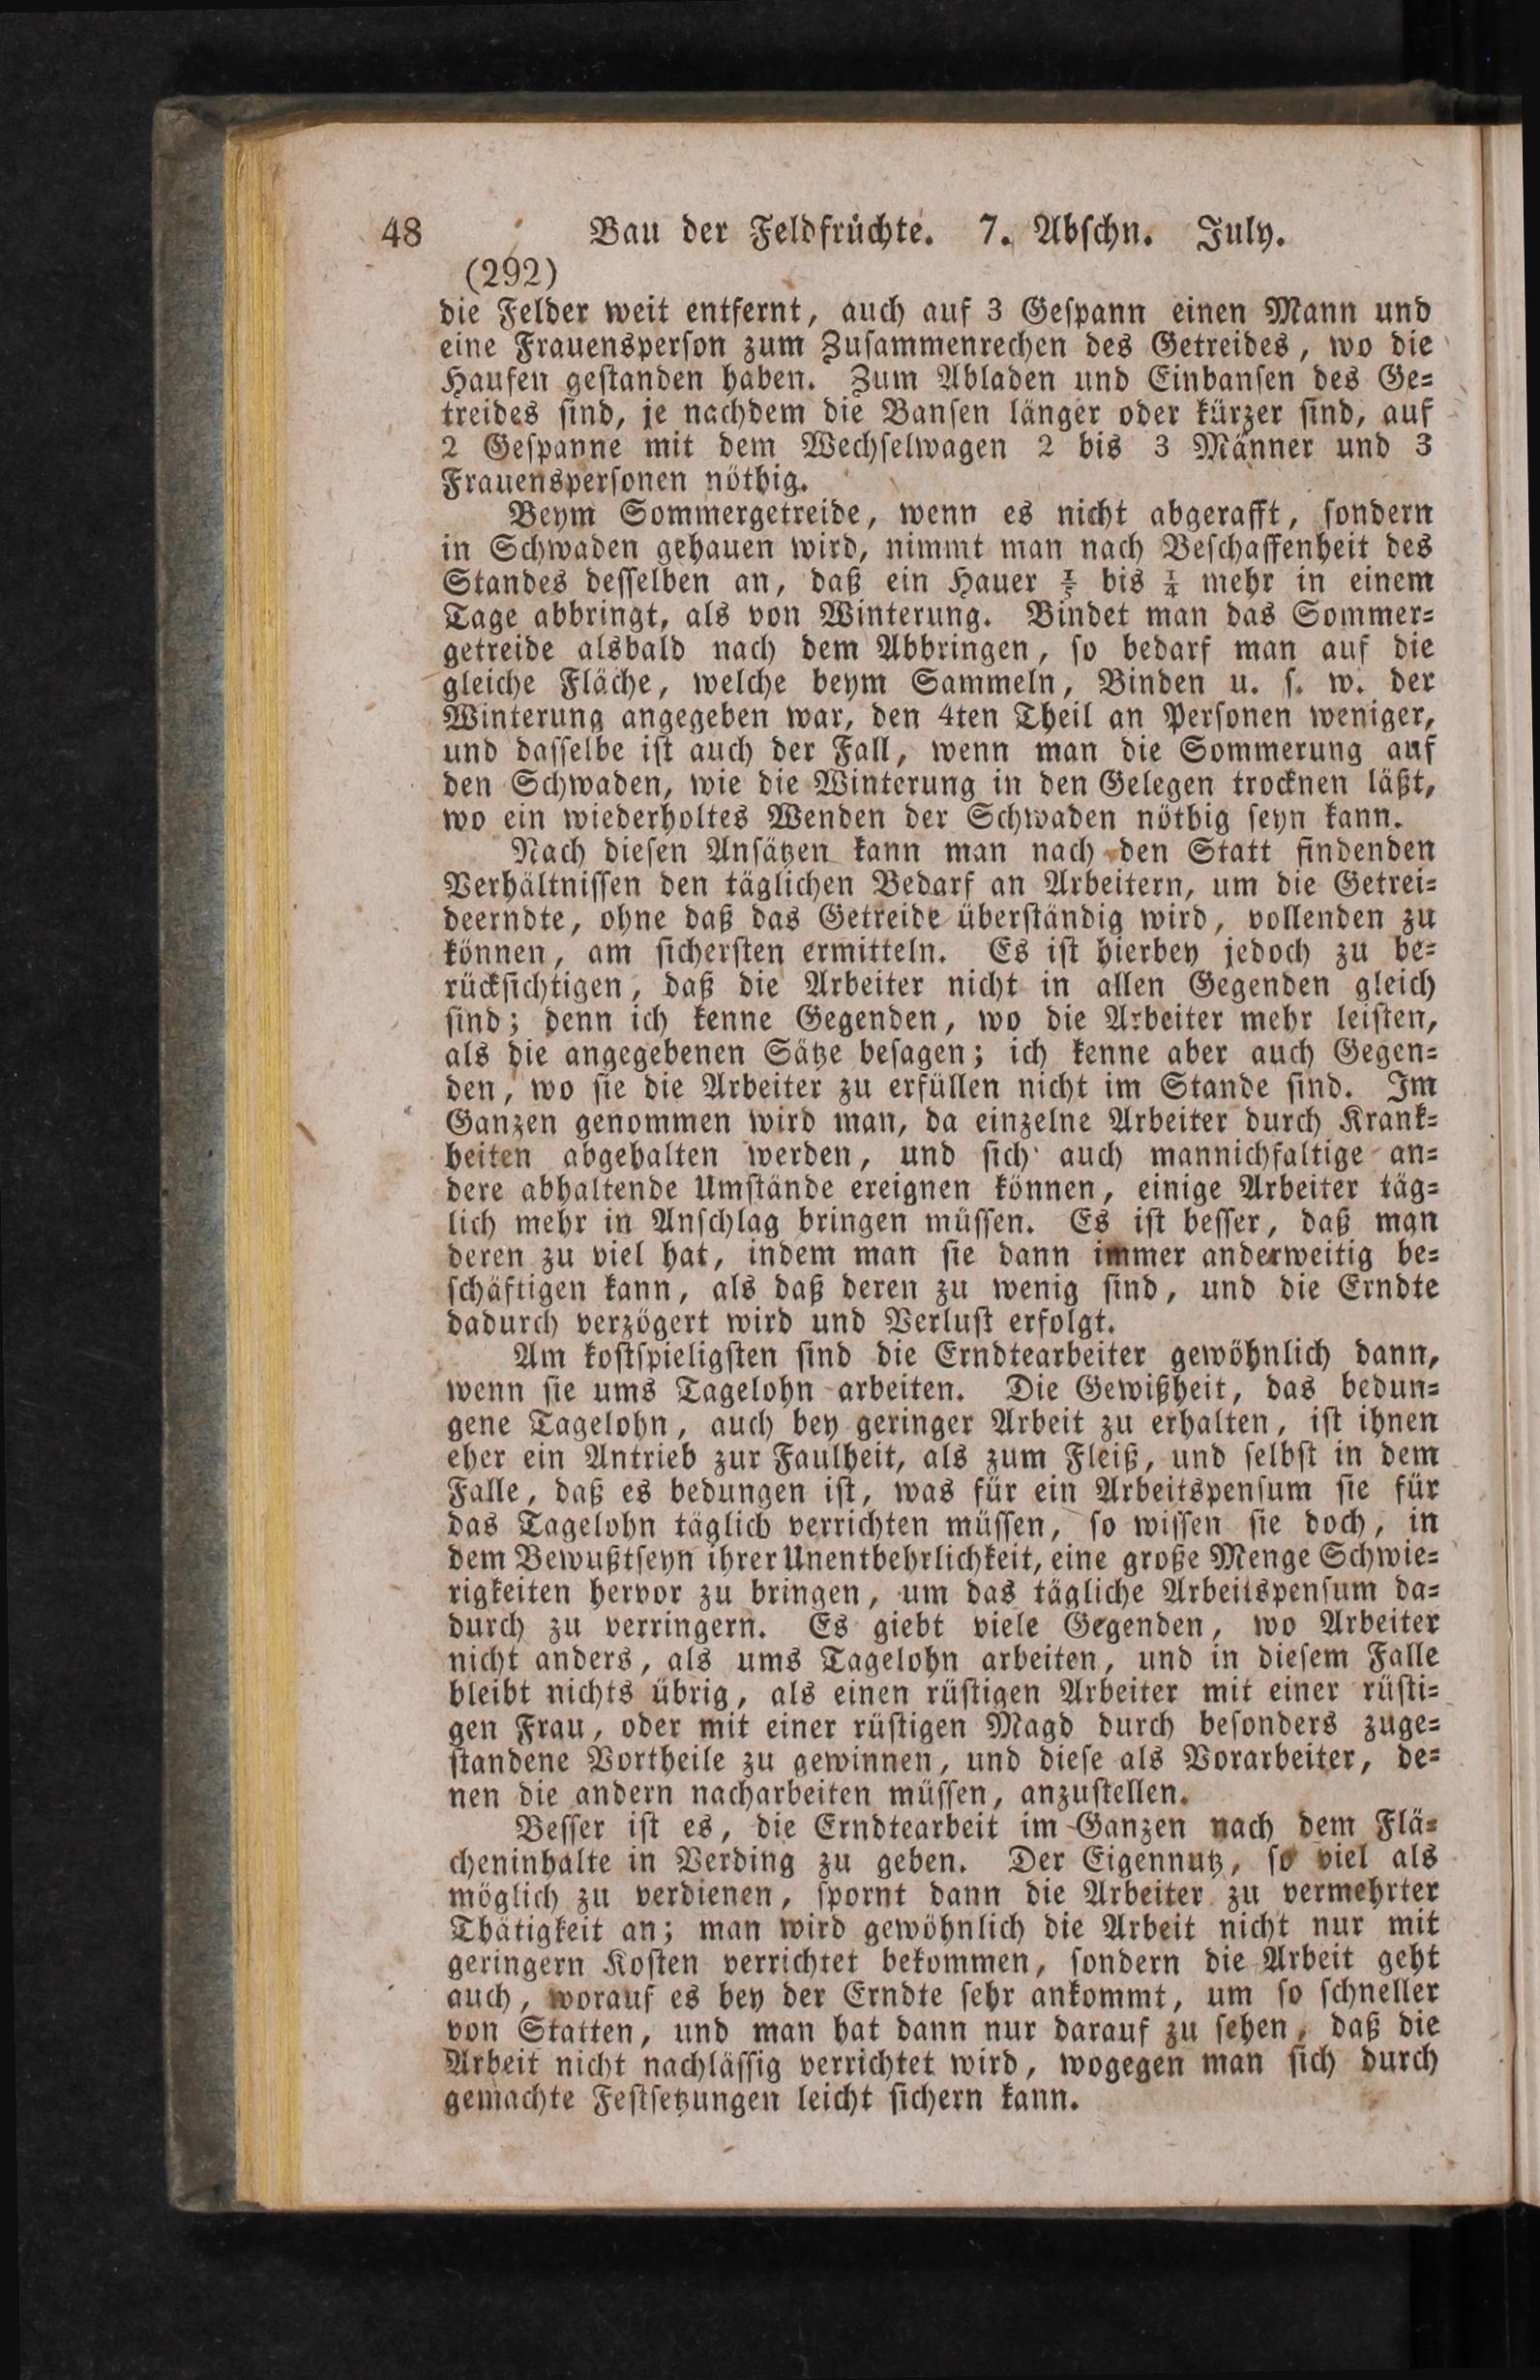 48 Bau der Feldfrüchte. 7. Abschn. July.
(292)
die Felder weit entfernt, auch auf 3 Gespann einen Mann und
eine Frauensperson zum Zusammenrechen des Getreides, wo die
Haufen gestanden haben. Zum Abladen und Einbansen des Ge=
treides sind, je nachdem die Bansen länger oder kürzer sind, auf
2 Gespanne mit dem Wechselwagen 2 bis 3 Männer und 3
Frauenspersonen nöthig.
Beym Sommergetreide, wenn es nicht abgerafft, sondern
in Schwaden gehauen wird, nimmt man nach Beschaffenheit des
Standes desselben an, daß ein Hauer ⅕ bis ¼ mehr in einem
Tage abbringt, als von Winterung. Bindet man das Sommer=
getreide alsbald nach dem Abbringen, so bedarf man auf die
gleiche Fläche, welche beym Sammeln, Binden u. s. w. der
Winterung angegeben war, den 4ten Theil an Personen weniger,
und dasselbe ist auch der Fall, wenn man die Sommerung auf
den Schwaden, wie die Winterung in den Gelegen trocknen läßt,
wo ein wiederholtes Wenden der Schwaden nöthig seyn kann.
Nach diesen Ansätzen kann man nach den Statt findenden
Verhältnissen den täglichen Bedarf an Arbeitern, um die Getrei=
deerndte, ohne daß das Getreide überständig wird, vollenden zu
können, am sichersten ermitteln. Es ist hierbey jedoch zu be=
rücksichtigen, daß die Arbeiter nicht in allen Gegenden gleich
sind; denn ich kenne Gegenden, wo die Arbeiter mehr leisten,
als die angegebenen Sätze besagen; ich kenne aber auch Gegen=
den, wo sie die Arbeiter zu erfüllen nicht im Stande sind. Im
Ganzen genommen wird man, da einzelne Arbeiter durch Krank=
heiten abgehalten werden, und sich auch mannichfaltige an=
dere abhaltende Umstände ereignen können, einige Arbeiter täg=
lich mehr in Anschlag bringen müssen. Es ist besser, daß man
deren zu viel hat, indem man sie dann immer anderweitig be=
schäftigen kann, als daß deren zu wenig sind, und die Erndte
dadurch verzögert wird und Verlust erfolgt.
Am kostspieligsten sind die Erndtearbeiter gewöhnlich dann,
wenn sie ums Tagelohn arbeiten. Die Gewißheit, das bedun=
gene Tagelohn, auch bey geringer Arbeit zu erhalten, ist ihnen
eher ein Antrieb zur Faulheit, als zum Fleiß, und selbst in dem
Falle, daß es bedungen ist, was für ein Arbeitspensum sie für
das Tagelohn täglich verrichten müssen, so wissen sie doch, in
dem Bewußtseyn ihrer Unentbehrlichkeit, eine große Menge Schwie=
rigkeiten hervor zu bringen, um das tägliche Arbeitspensum da=
durch zu verringern. Es giebt viele Gegenden, wo Arbeiter
nicht anders, als ums Tagelohn arbeiten, und in diesem Falle
bleibt nichts übrig, als einen rüstigen Arbeiter mit einer rüsti=
gen Frau, oder mit einer rüstigen Magd durch besonders zuge=
standene Vortheile zu gewinnen, und diese als Vorarbeiter, de=
nen die andern nacharbeiten müssen, anzustellen.
Besser ist es, die Erndtearbeit im Ganzen nach dem Flä=
cheninhalte in Verding zu geben. Der Eigennutz, so viel als
möglich zu verdienen, spornt dann die Arbeiter zu vermehrter
Thätigkeit an; man wird gewöhnlich die Arbeit nicht nur mit
geringern Kosten verrichtet bekommen, sondern die Arbeit geht
auch, worauf es bey der Erndte sehr ankommt, um so schneller
von Statten, und man hat dann nur darauf zu sehen, daß die
Arbeit nicht nachlässig verrichtet wird, wogegen man sich durch
gemachte Festsetzungen leicht sichern kann.